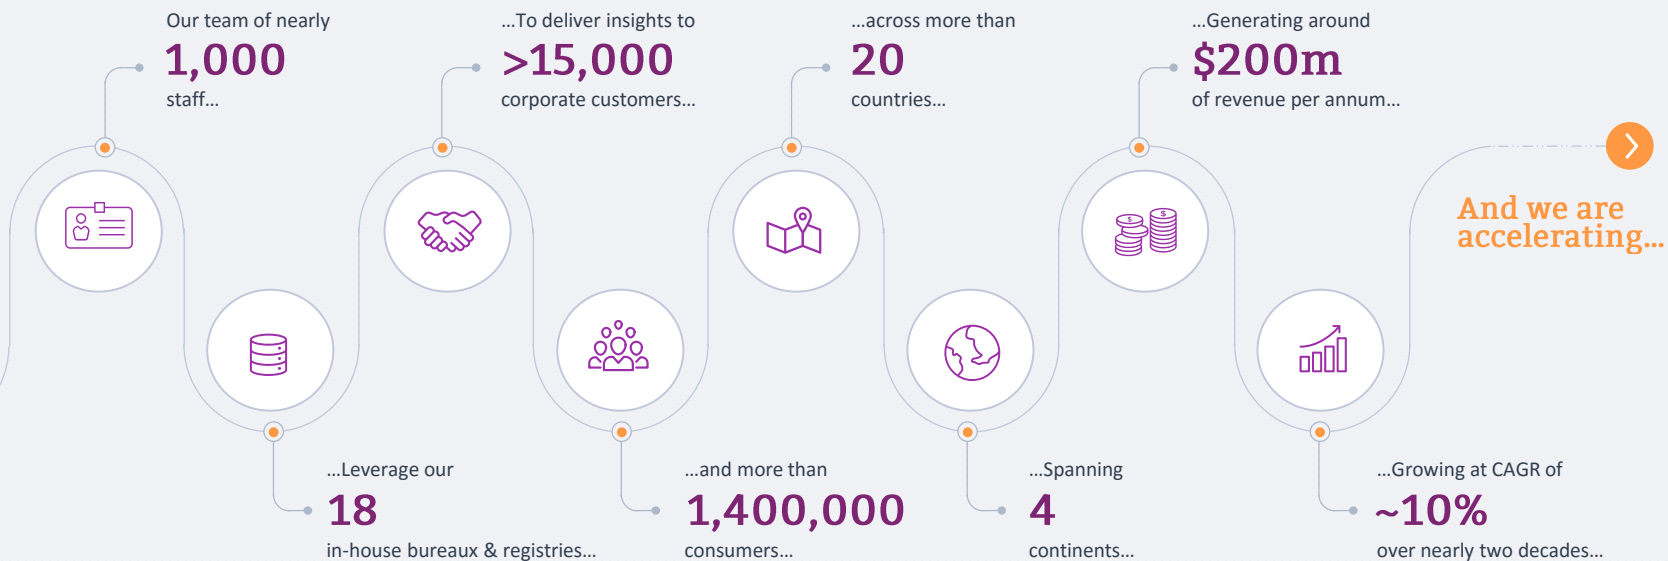 Our team of nearly
1,000
staff...
...Leverage our
18
in-house bureaux & registries...
...To deliver insights to
>15,000
corporate customers...
...and more than
1,400,000
consumers...
...across more than
20
countries...
...Spanning
4
continents...
...Generating around
$200m
of revenue per annum...
...Growing at CAGR of
~10%
over nearly two decades...
And we are
accelerating...